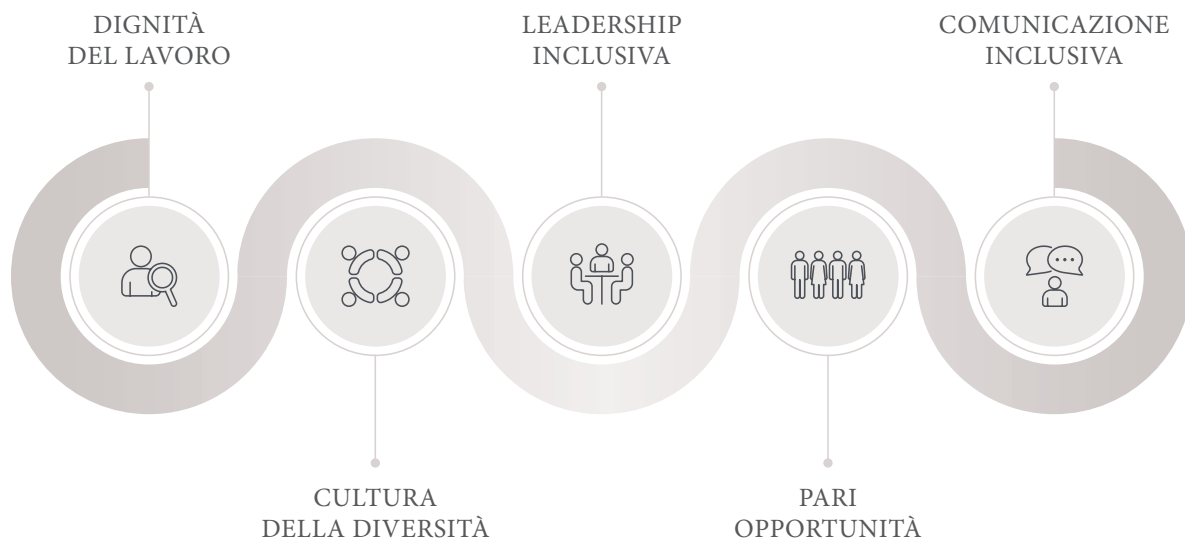 DIGNITÀ
DEL LAVORO
LEADERSHIP
INCLUSIVA
COMUNICAZIONE
INCLUSIVA
CULTURA
DELLA DIVERSITÀ
PARI
OPPORTUNITÀ